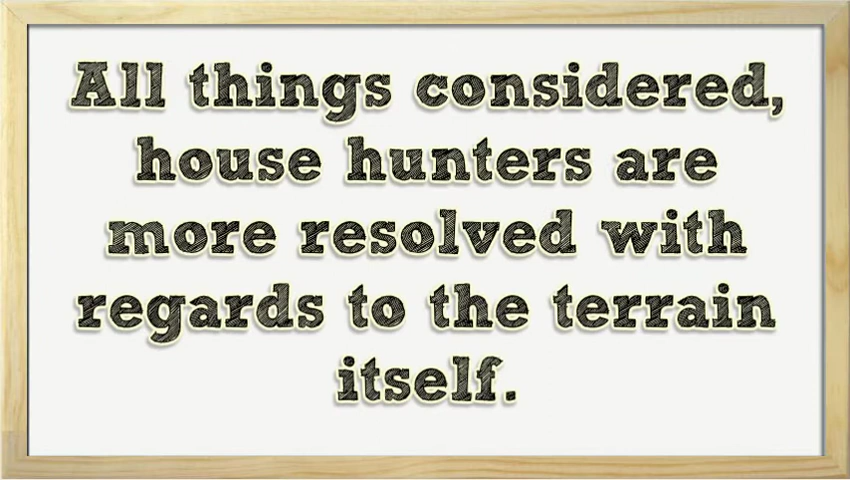 All things considered,
house hunters are
more resolved with
regards to the terrain
itself.